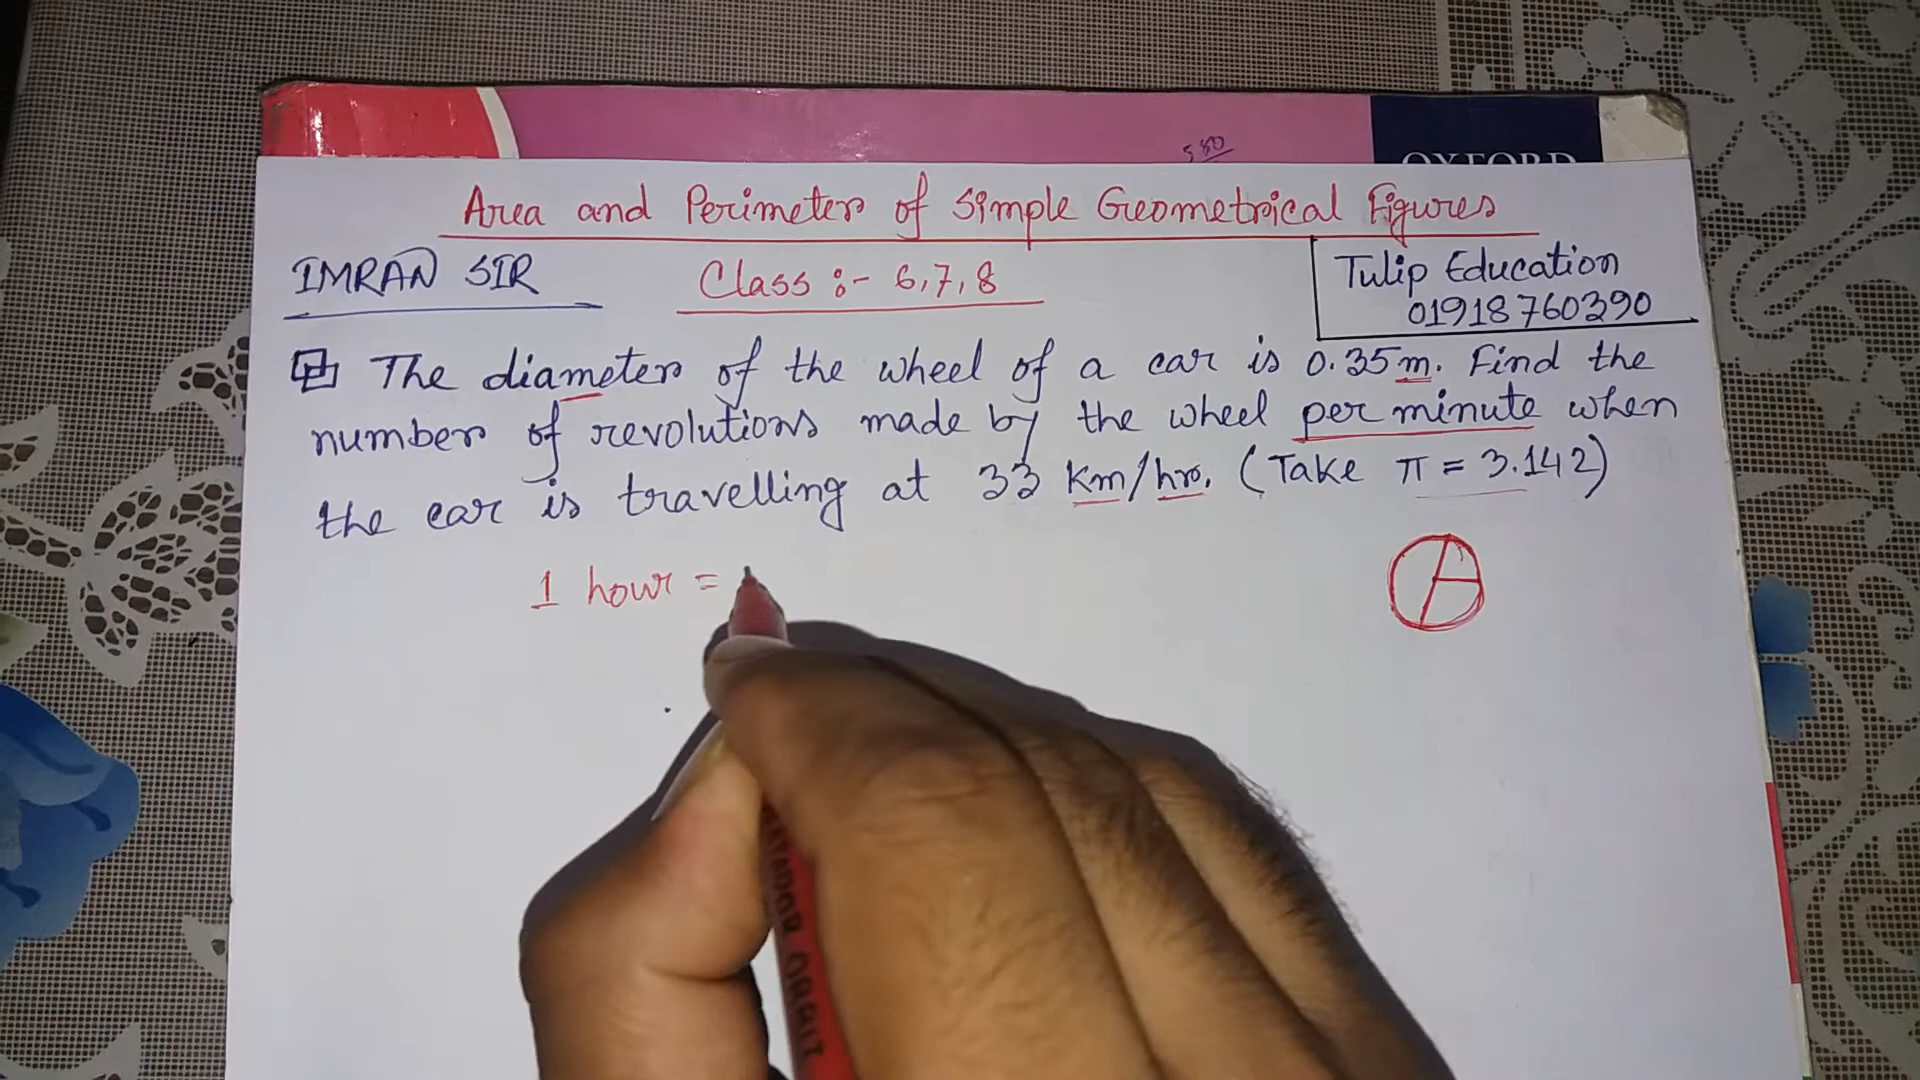 580
OXFORD
Area and Perimeter of Simple Geometrical Figures
IMRAN SIR
Class :- 6,7,8
Tulip Education
01918760390
The diameter of the wheel of a car is 0.35m. Find the
number of revolutions made by the wheel per minute when
the car is travelling at 33 km/hr. (Take π = 3.142)
1 hour =